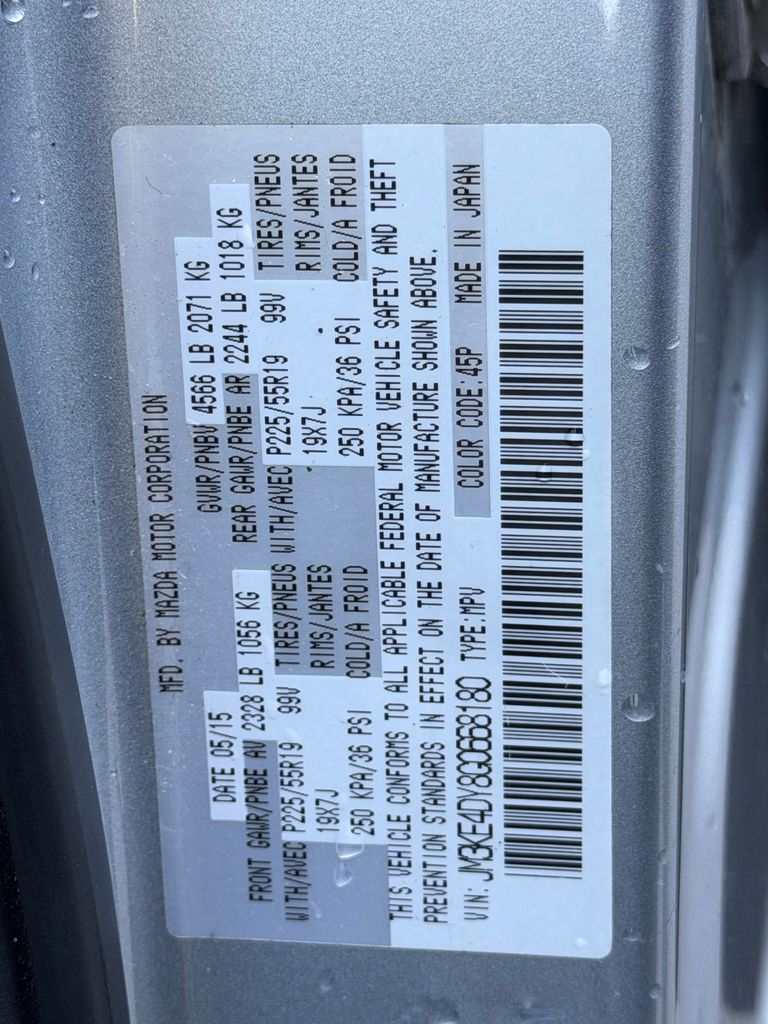 MFD. BY MAZDA MOTOR CORPORATION
DATE 05/15 GVWR/PNBV 4566 LB 2071 KG
FRONT GAWR/PNBE AV 2328 LB 1056 KG REAR GAWR/PNBE AR 2244 LB 1018 KG
WITH/AVEC P225/55R19 99V TIRES/PNEUS WITH/AVEC P225/55R19 99V TIRES/PNEUS
19X7J RIMS/JANTES 19X7J RIMS/JANTES
250 KPA/36 PSI COLD/A FROID 250 KPA/36 PSI COLD/A FROID
THIS VEHICLE CONFORMS TO ALL APPLICABLE FEDERAL MOTOR VEHICLE SAFETY AND THEFT
PREVENTION STANDARDS IN EFFECT ON THE DATE OF MANUFACTURE SHOWN ABOVE.
VIN: JM3KE4DY8G0668180 TYPE:MPV COLOR CODE:45P MADE IN JAPAN